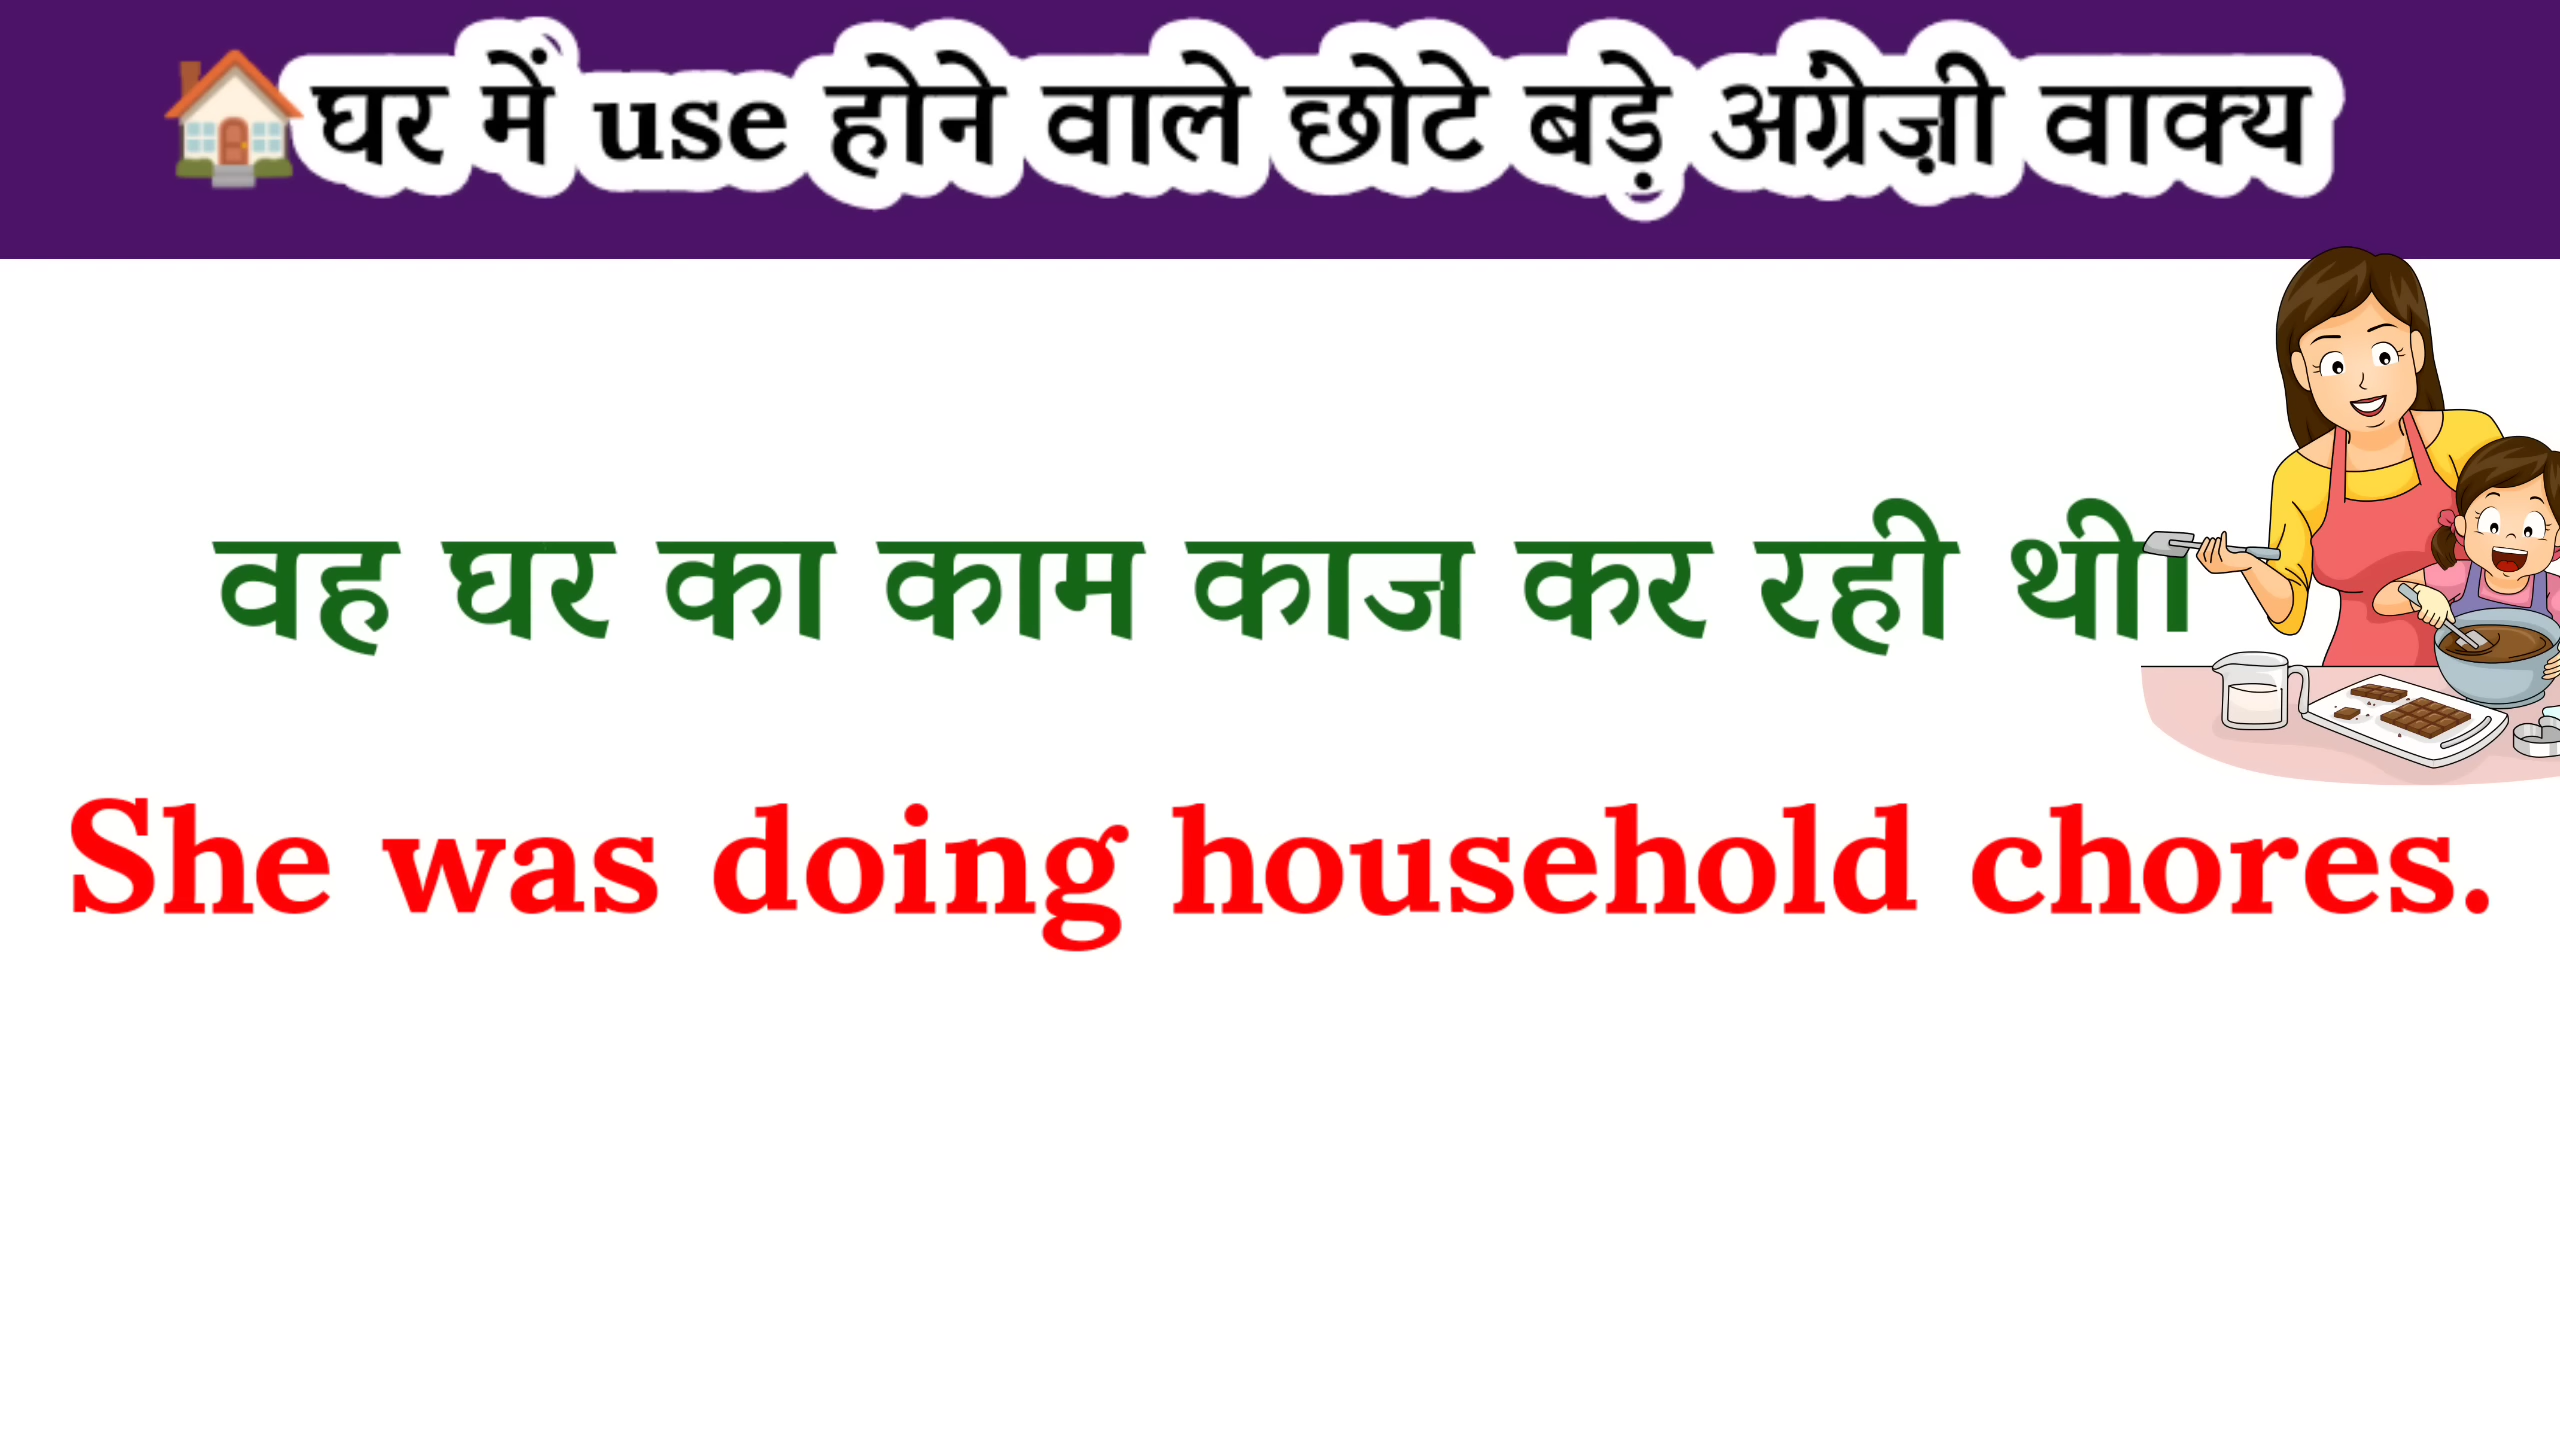 🏠घर में use होने वाले छोटे बड़े अंग्रेज़ी वाक्य
वह घर का काम काज कर रही थी।
She was doing household chores.